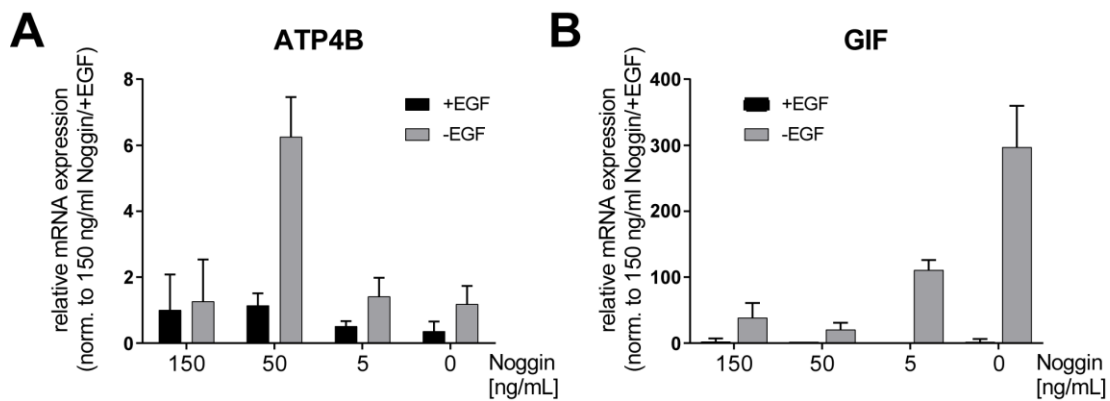 A
ATP4B
relative mRNA expression
(norm. to 150 ng/ml Noggin/+EGF)
8
6
4
2
0
+EGF
-EGF
150
50
5
0
Noggin
[ng/mL]
B
GIF
relative mRNA expression
(norm. to 150 ng/ml Noggin/+EGF)
400
300
200
100
0
+EGF
-EGF
150
50
5
0
Noggin
[ng/mL]